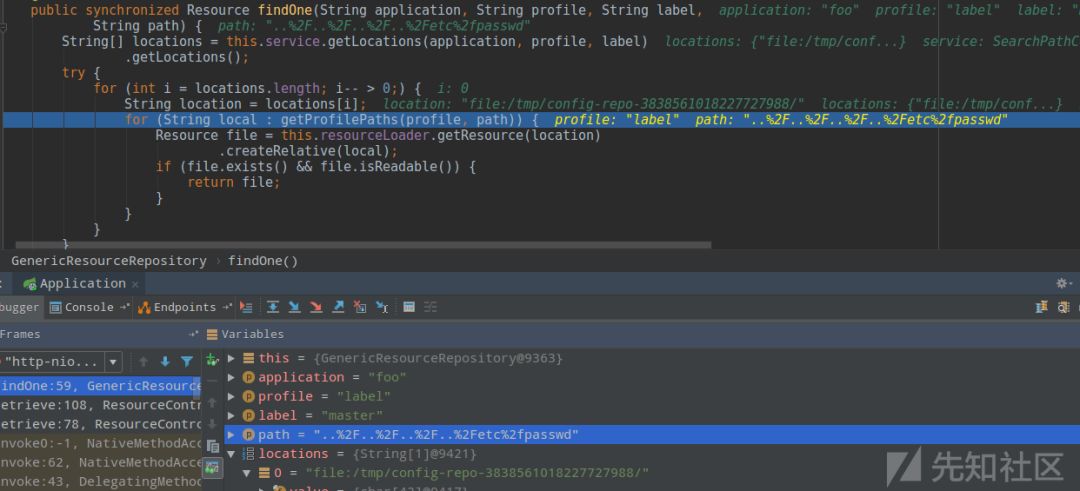 public synchronized Resource findOne(String application, String profile, String label, application: "foo" profile: "label" label: "
String path) { path: "..%2F..%2F..%2F..%2Fetc%2fpasswd"
String[] locations = this.service.getLocations(application, profile, label) locations: {"file:/tmp/conf...} service: SearchPathC
.getLocations();
try {
for (int i = locations.length; i-- > 0;) { i: 0
String location = locations[i]; location: "file:/tmp/config-repo-3838561018227727988/" locations: {"file:/tmp/conf...}
for (String local : getProfilePaths(profile, path)) { profile: "label" path: "..%2F..%2F..%2F..%2Fetc%2fpasswd"
Resource file = this.resourceLoader.getResource(location)
.createRelative(local);
if (file.exists() && file.isReadable()) {
return file;
}
}
}
}
GenericResourceRepository › findOne()
Application ×
bugger Console Endpoints
Frames Variables
"http-nio... this = {GenericResourceRepository@9363}
application = "foo"
indOne:59, GenericResource
profile = "label"
etrieve:108, ResourceContr
label = "master"
etrieve:78, ResourceContro
path = "..%2F..%2F..%2F..%2Fetc%2fpasswd"
nvoke0:-1, NativeMethodAcc
locations = {String[1]@9421}
nvoke:62, NativeMethodAcce
0 = "file:/tmp/config-repo-3838561018227727988/"
nvoke:43, DelegatingMethod
先知社区